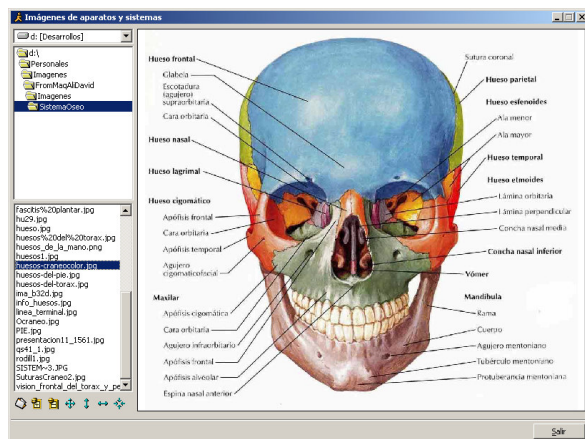 Imágenes de aparatos y sistemas
d: [Desarrollos]
d:\
Personales
Imagenes
FromMaqAliDavid
Imagenes
SistemaOseo
fascitis%20plantar.jpg
hu29.jpg
hueso.jpg
huesos%20del%20torax.jpg
huesos_de_la_mano.png
huesos1.jpg
huesos-craneocolor.jpg
huesos-del-pie.jpg
huesos-del-torax.jpg
ima_b32d.jpg
info_huesos.jpg
linea_terminal.jpg
Ocraneo.jpg
PIE.jpg
presentacion11_1561.jpg
qs41_1.jpg
rodill1.jpg
SISTEM~3.JPG
SuturasCraneo2.jpg
vision_frontal_del_torax_y_pe
Hueso frontal
Glabela
Escotadura
(agujero)
supraorbitaria
Cara orbitaria
Hueso nasal
Hueso lagrimal
Hueso cigomático
Apófisis frontal
Cara orbitaria
Apófisis temporal
Agujero
cigomaticofacial
Maxilar
Apófisis cigomática
Cara orbitaria
Agujero infraorbitario
Apófisis frontal
Apófisis alveolar
Espina nasal anterior
Sutura coronal
Hueso parietal
Hueso esfenoides
Ala menor
Ala mayor
Hueso temporal
Hueso etmoides
Lámina orbitaria
Lámina perpendicular
Concha nasal media
Concha nasal inferior
Vómer
Mandíbula
Rama
Cuerpo
Agujero mentoniano
Tubérculo mentoniano
Protuberancia mentoniana
Salir